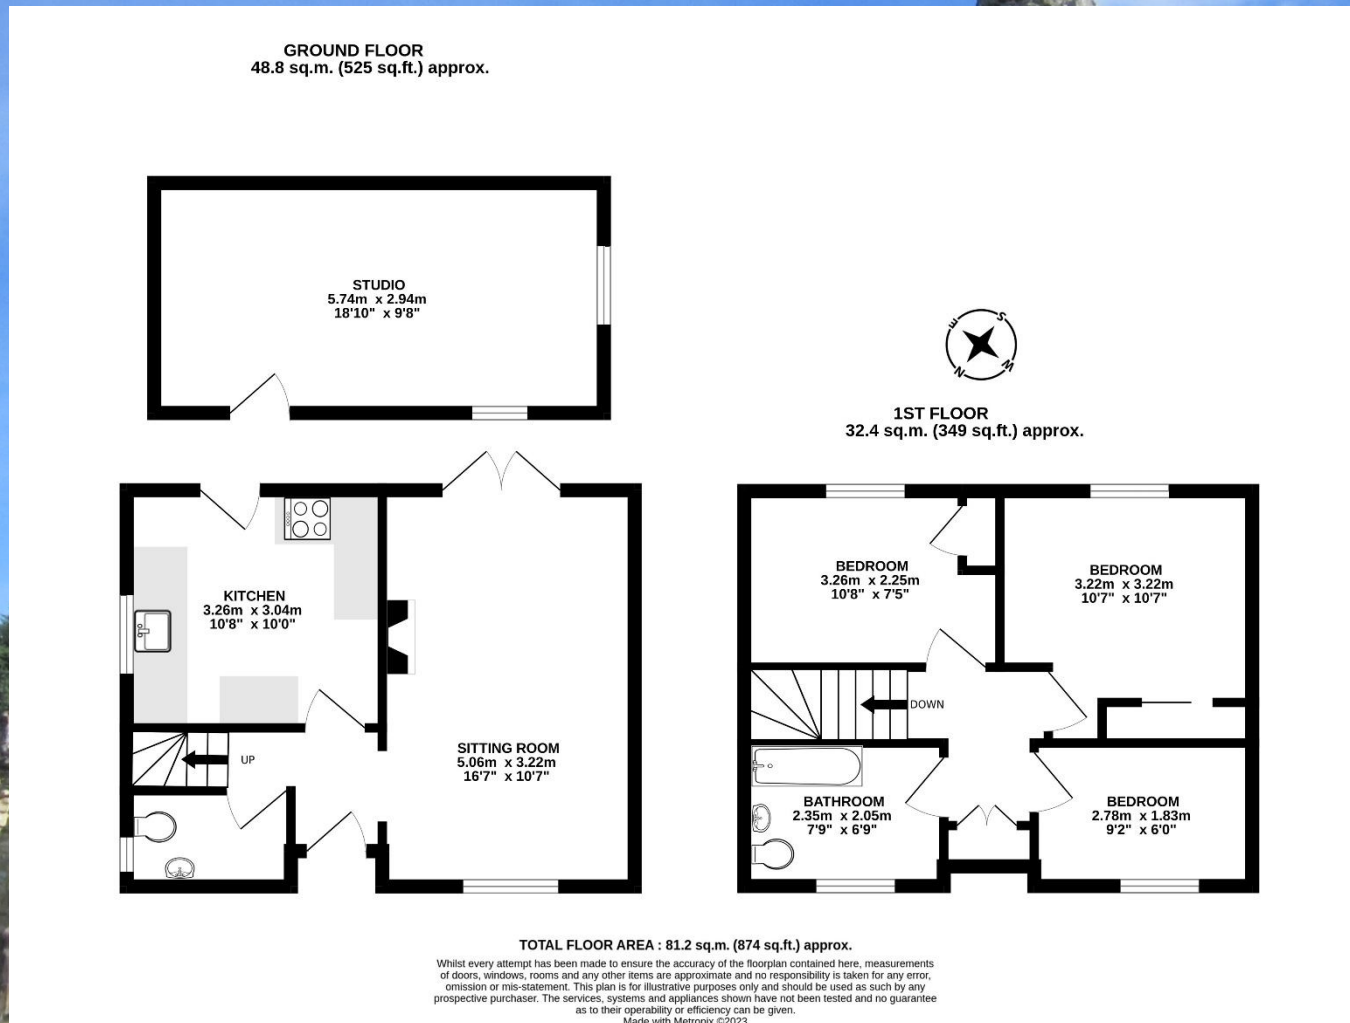 GROUND FLOOR
48.8 sq.m. (525 sq.ft.) approx.
STUDIO
5.74m x 2.94m
18'10" x 9'8"
S
E
W
N
1ST FLOOR
32.4 sq.m. (349 sq.ft.) approx.
KITCHEN
3.26m x 3.04m
10'8" x 10'0"
UP
SITTING ROOM
5.06m x 3.22m
16'7" x 10'7"
BEDROOM
3.26m x 2.25m
10'8" x 7'5"
BEDROOM
3.22m x 3.22m
10'7" x 10'7"
DOWN
BATHROOM
2.35m x 2.05m
7'9" x 6'9"
BEDROOM
2.78m x 1.83m
9'2" x 6'0"
TOTAL FLOOR AREA : 81.2 sq.m. (874 sq.ft.) approx.
Whilst every attempt has been made to ensure the accuracy of the floorplan contained here, measurements
of doors, windows, rooms and any other items are approximate and no responsibility is taken for any error,
omission or mis-statement. This plan is for illustrative purposes only and should be used as such by any
prospective purchaser. The services, systems and appliances shown have not been tested and no guarantee
as to their operability or efficiency can be given.
Made with Metropix ©2023